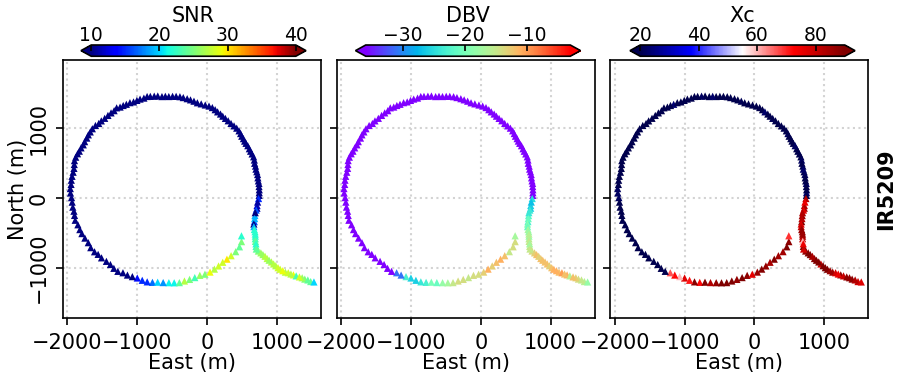 SNR DBV Xc
10 20 30 40 −30 −20 −10 20 40 60 80
North (m)
1000
0
−1000
IR5209
−2000 −1000 0 1000 −2000 −1000 0 1000 −2000 −1000 0 1000
East (m) East (m) East (m)